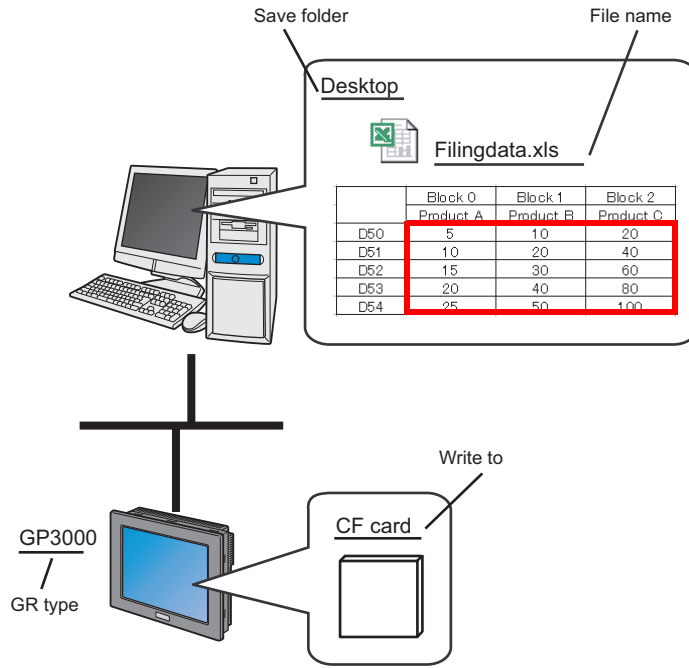 Save folder
File name
Desktop
Filingdata.xls
Block 0 Block 1 Block 2
Product A Product B Product C
D50 5 10 20
D51 10 20 40
D52 15 30 60
D53 20 40 80
D54 25 50 100
Write to
CF card
GP3000
GR type